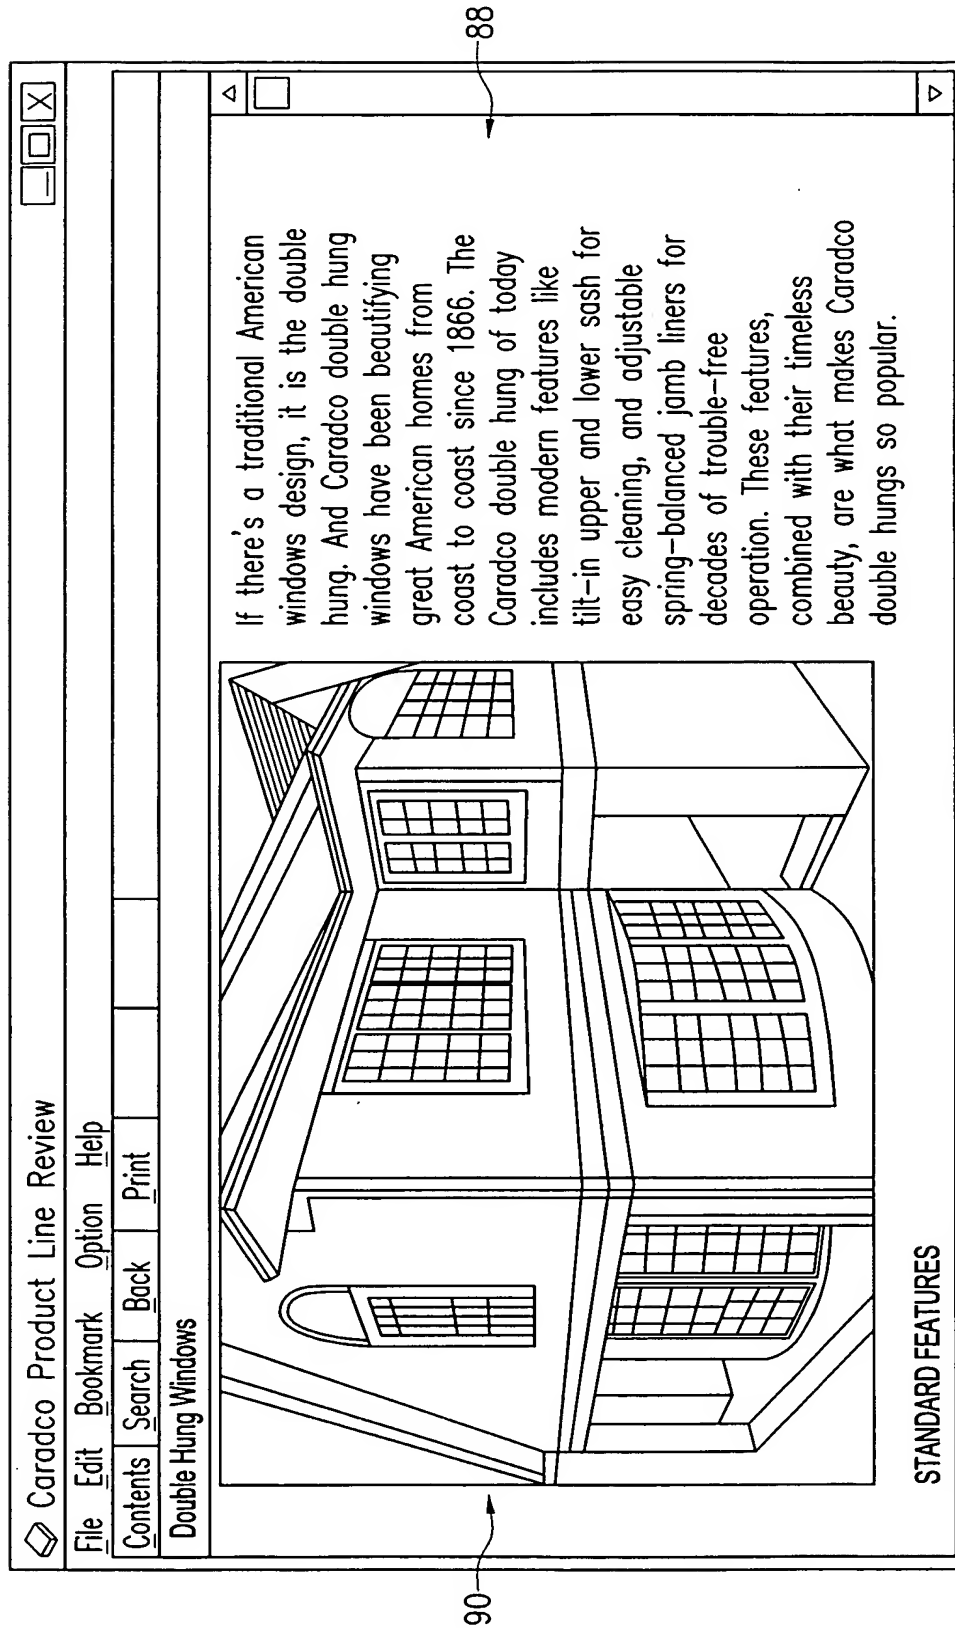 Caradco Product Line Review
File Edit Bookmark Option Help
Contents Search Back Print
Double Hung Windows
If there's a traditional American
windows design, it is the double
hung. And Caradco double hung
windows have been beautifying
great American homes from
coast to coast since 1866. The
Caradco double hung of today
includes modern features like
tilt-in upper and lower sash for
easy cleaning, and adjustable
spring-balanced jamb liners for
decades of trouble-free
operation. These features,
combined with their timeless
beauty, are what makes Caradco
double hungs so popular.
STANDARD FEATURES
90
88